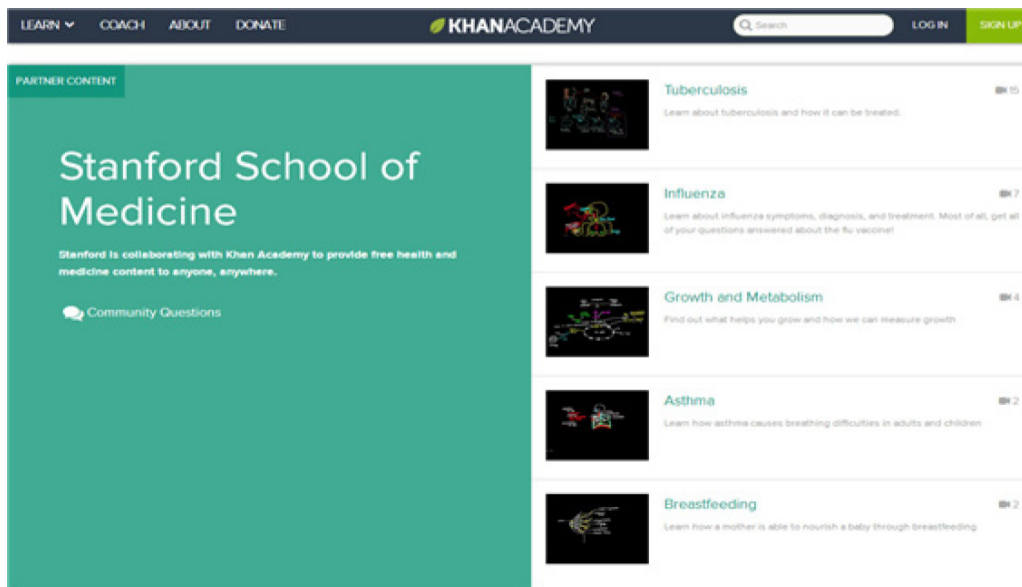 LEARN COACH ABOUT DONATE KHANACADEMY Search LOG IN SIGN UP
PARTNER CONTENT
Stanford School of
Medicine
Stanford is collaborating with Khan Academy to provide free health and
medicine content to anyone, anywhere.
Community Questions
Tuberculosis 15
Learn about tuberculosis and how it can be treated.
Influenza 7
Learn about influenza symptoms, diagnosis, and treatment. Most of all, get all
of your questions answered about the flu vaccine!
Growth and Metabolism 4
Find out what helps you grow and how we can measure growth
Asthma 2
Learn how asthma causes breathing difficulties in adults and children
Breastfeeding 2
Learn how a mother is able to nourish a baby through breastfeeding